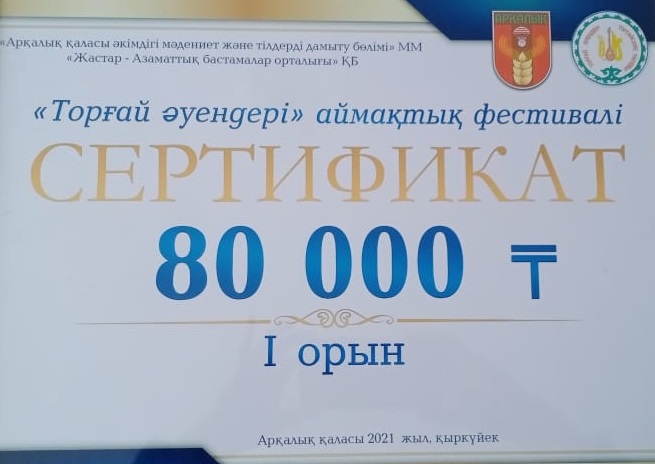 «Арқалық қаласы әкімдігі мәдениет және тілдерді дамыту бөлімі» ММ
«Жастар - Азаматтық бастамалар орталығы» ҚБ
АРҚАЛЫҚ
«Торғай әуендері» аймақтық фестивалі
СЕРТИФИКАТ
80 000 ₸
I орын
Арқалық қаласы 2021 жыл, қыркүйек